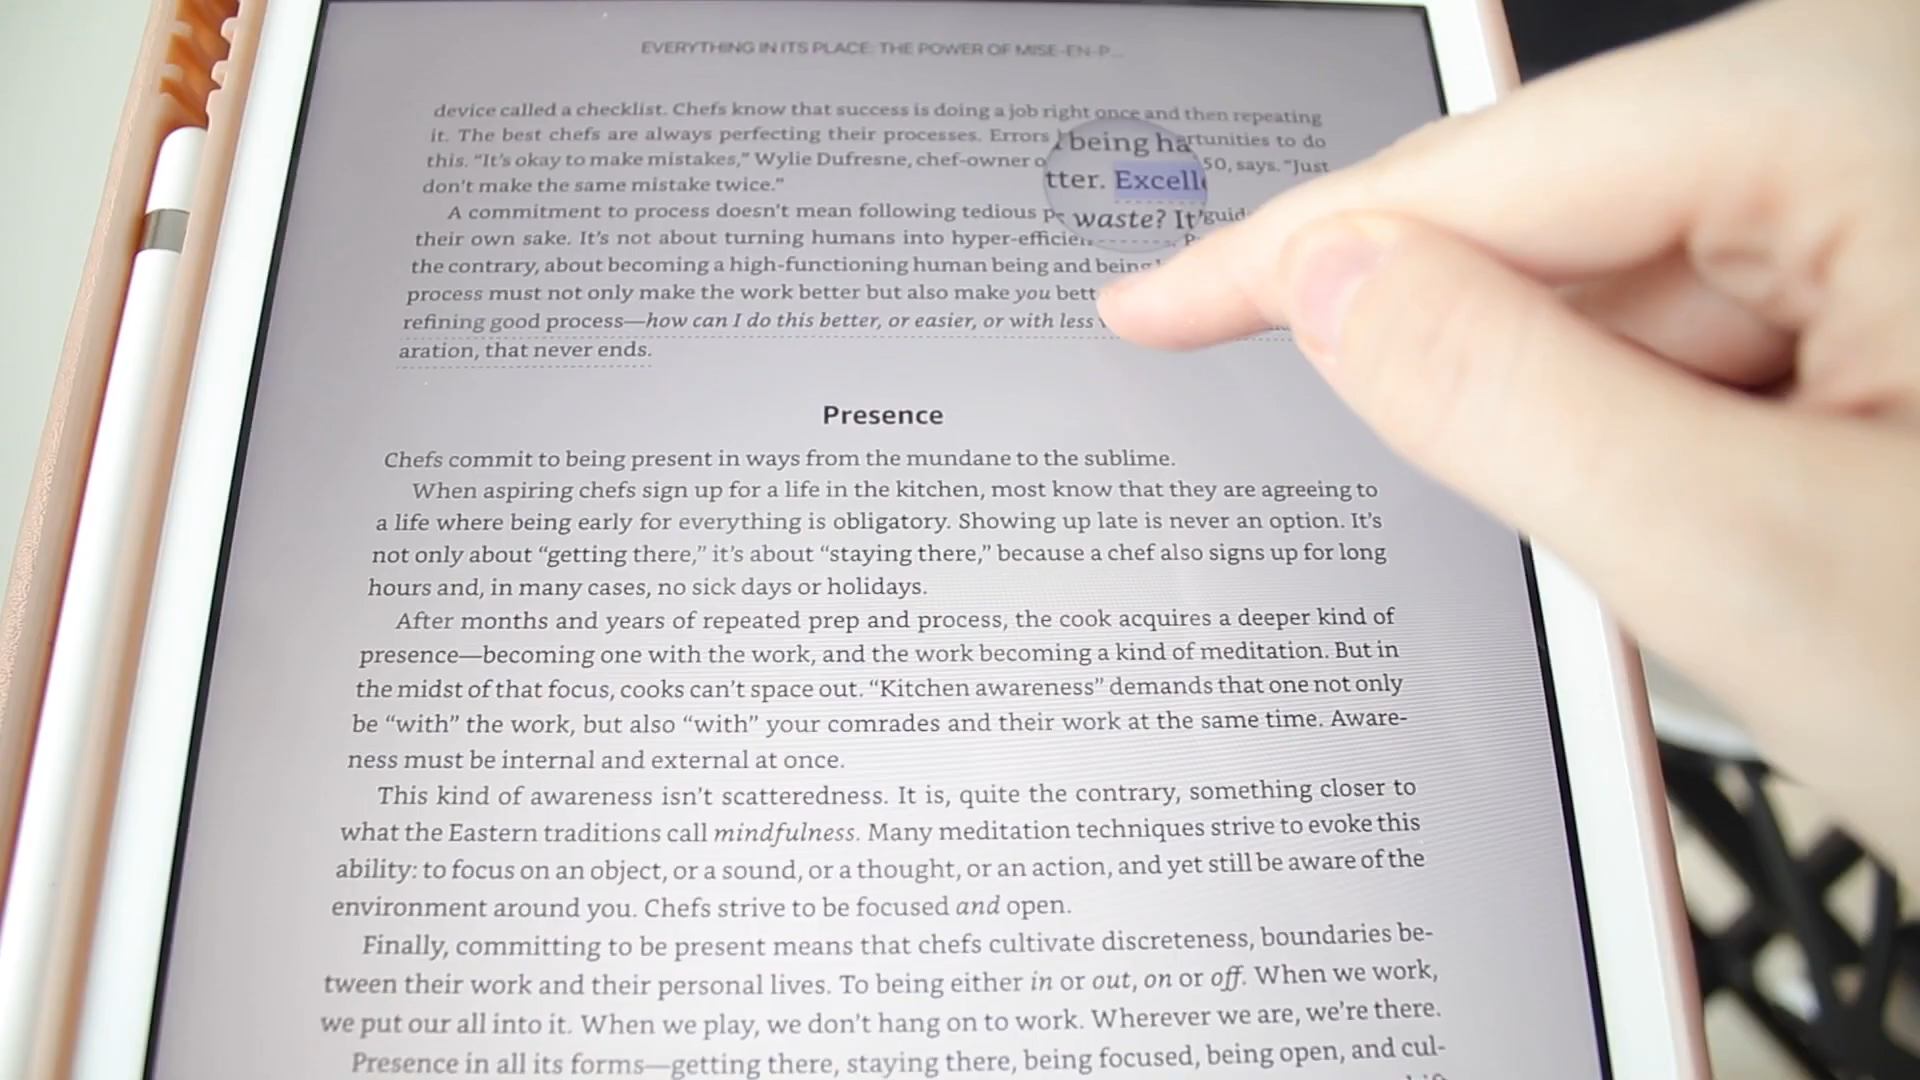 EVERYTHING IN ITS PLACE: THE POWER OF MISE-EN-P...
device called a checklist. Chefs know that success is doing a job right once and then repeating
it. The best chefs are always perfecting their processes. Errors tunities to do
this. “It’s okay to make mistakes,” Wylie Dufresne, chef-owner 50, says. “Just
don’t make the same mistake twice.”
being ha
tter. Excell
waste? It’
A commitment to process doesn’t mean following tedious guid
their own sake. It’s not about turning humans into hyper-efficie
the contrary, about becoming a high-functioning human being and being
process must not only make the work better but also make you bett
refining good process—how can I do this better, or easier, or with less
aration, that never ends.
Presence
Chefs commit to being present in ways from the mundane to the sublime.
When aspiring chefs sign up for a life in the kitchen, most know that they are agreeing to
a life where being early for everything is obligatory. Showing up late is never an option. It’s
not only about “getting there,” it’s about “staying there,” because a chef also signs up for long
hours and, in many cases, no sick days or holidays.
After months and years of repeated prep and process, the cook acquires a deeper kind of
presence—becoming one with the work, and the work becoming a kind of meditation. But in
the midst of that focus, cooks can’t space out. “Kitchen awareness” demands that one not only
be “with” the work, but also “with” your comrades and their work at the same time. Aware-
ness must be internal and external at once.
This kind of awareness isn’t scatteredness. It is, quite the contrary, something closer to
what the Eastern traditions call mindfulness. Many meditation techniques strive to evoke this
ability: to focus on an object, or a sound, or a thought, or an action, and yet still be aware of the
environment around you. Chefs strive to be focused and open.
Finally, committing to be present means that chefs cultivate discreteness, boundaries be-
tween their work and their personal lives. To being either in or out, on or off. When we work,
we put our all into it. When we play, we don’t hang on to work. Wherever we are, we’re there.
Presence in all its forms—getting there, staying there, being focused, being open, and cul-